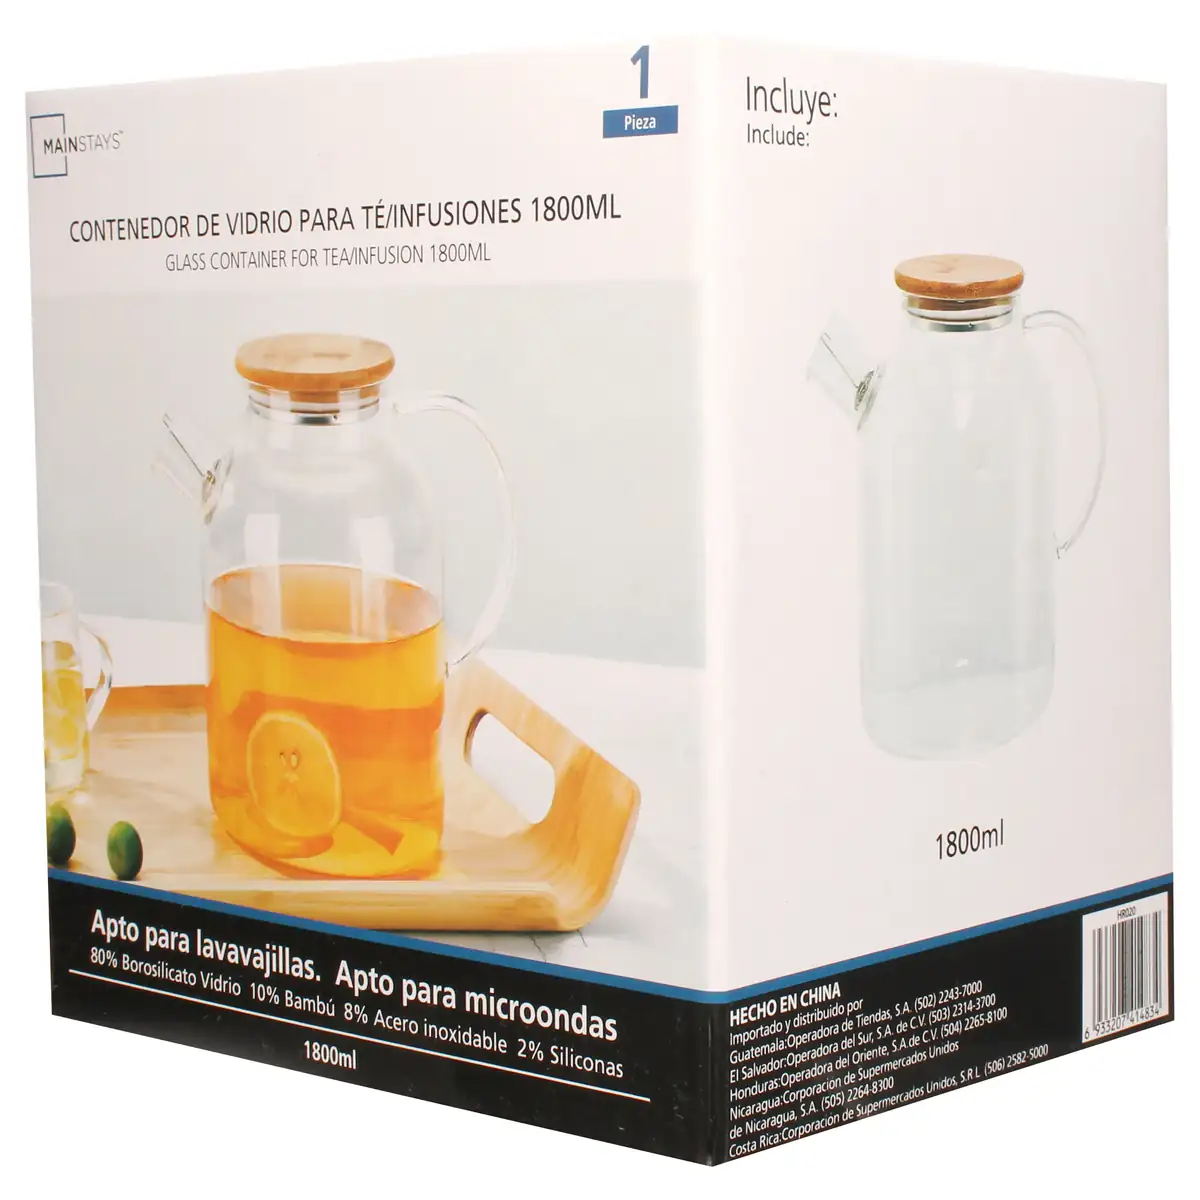 MAINSTAYS™
1
Pieza
CONTENEDOR DE VIDRIO PARA TÉ/INFUSIONES 1800ML
GLASS CONTAINER FOR TEA/INFUSION 1800ML
Apto para lavavajillas. Apto para microondas
80% Borosilicato Vidrio 10% Bambú 8% Acero inoxidable 2% Siliconas
1800ml
Incluye:
Include:
1800ml
HECHO EN CHINA
Importado y distribuido por
Guatemala:Operadora de Tiendas, S.A. (502) 2243-7000
El Salvador:Operadora del Sur, S.A. de C.V. (503) 2314-3700
Honduras:Operadora del Oriente, S.A.de C.V. (504) 2265-8100
Nicaragua:Corporación de Supermercados Unidos
de Nicaragua, S.A. (505) 2264-8300
Costa Rica:Corporación de Supermercados Unidos, S.R.L (506) 2582-5000
HR020
6 933207 414834